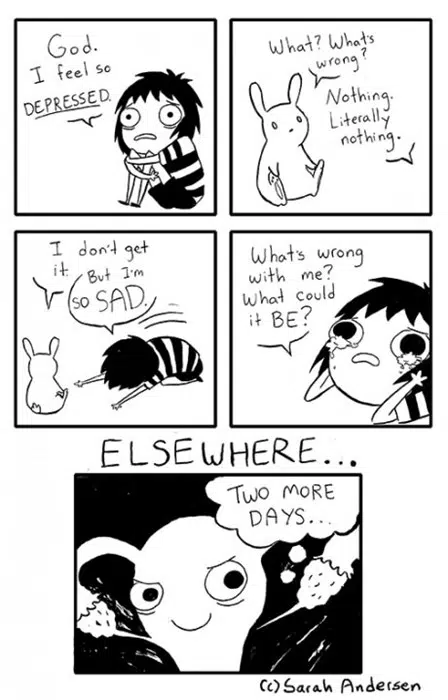 God.
I feel so
DEPRESSED.
What? What's
wrong?
Nothing.
Literally
nothing.
I don't get
it.
But I'm
so SAD.
What's wrong
with me?
What could
it BE?
ELSEWHERE...
TWO MORE
DAYS...
(c) Sarah Andersen